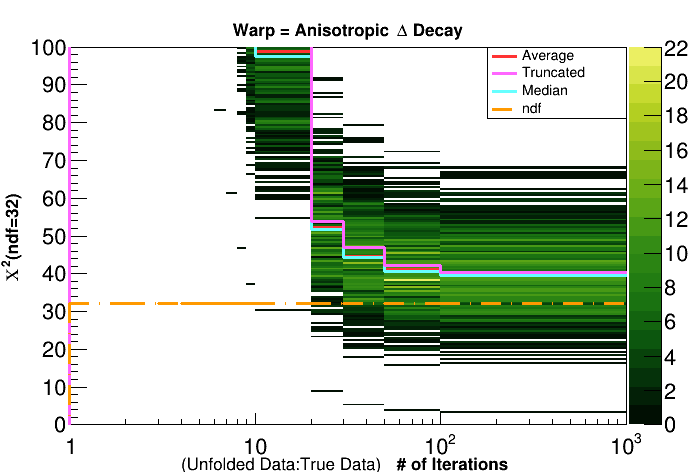 Warp = Anisotropic Δ Decay
100
90
80
70
60
50
40
30
20
10
0
χ²(ndf=32)
Average
Truncated
Median
ndf
22
20
18
16
14
12
10
8
6
4
2
0
1 10 10² 10³
(Unfolded Data:True Data) # of Iterations